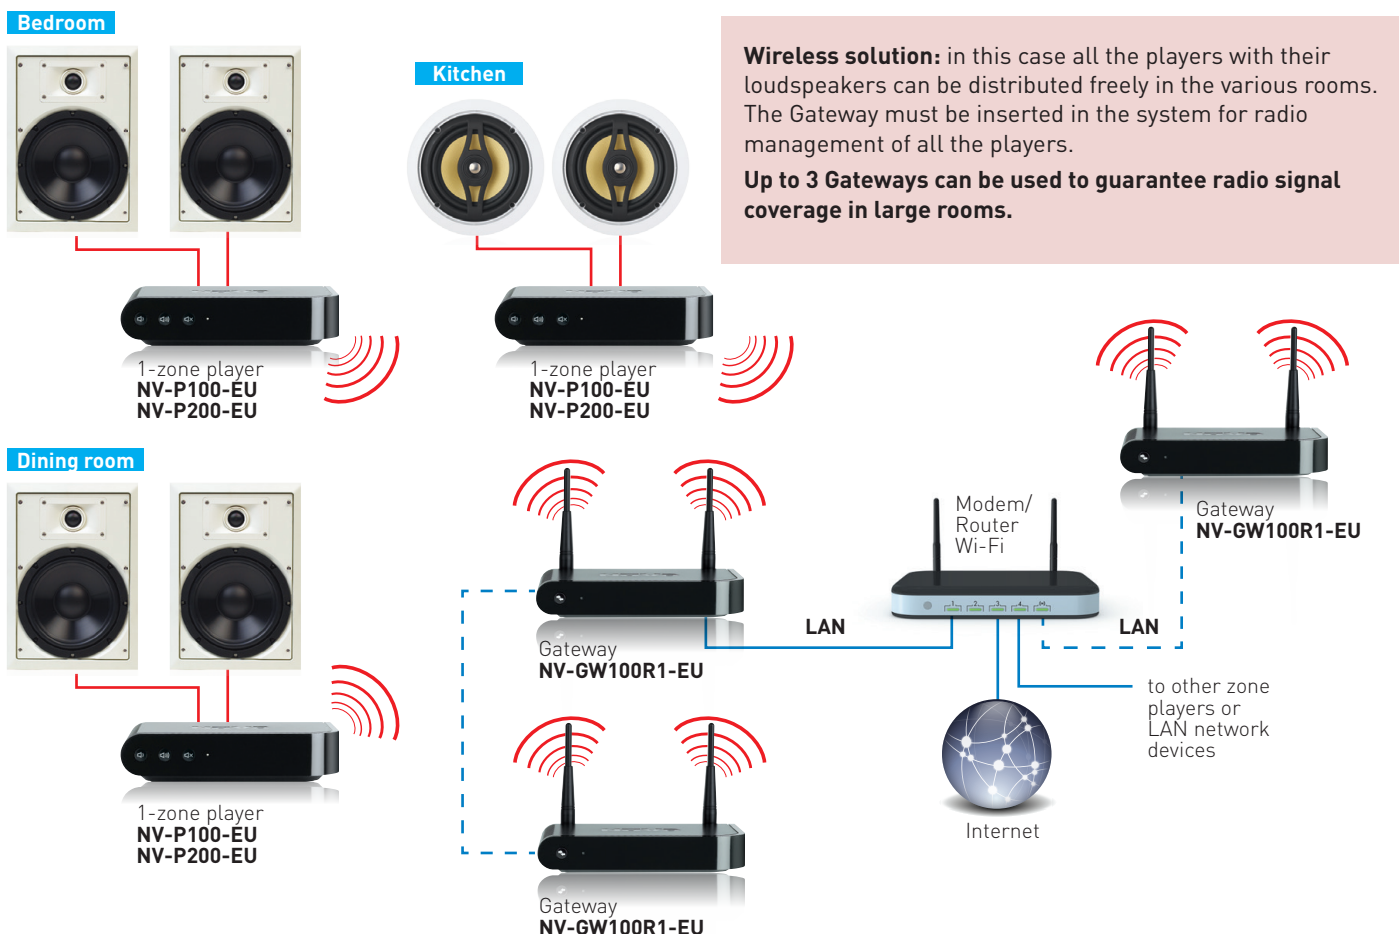 Bedroom
Kitchen
Wireless solution: in this case all the players with their
loudspeakers can be distributed freely in the various rooms.
The Gateway must be inserted in the system for radio
management of all the players.
Up to 3 Gateways can be used to guarantee radio signal
coverage in large rooms.
1-zone player
NV-P100-EU
NV-P200-EU
1-zone player
NV-P100-EU
NV-P200-EU
Dining room
Modem/
Router
Wi-Fi
Gateway
NV-GW100R1-EU
1 2 3 4
LAN
LAN
Gateway
NV-GW100R1-EU
to other zone
players or
LAN network
devices
1-zone player
NV-P100-EU
NV-P200-EU
Internet
Gateway
NV-GW100R1-EU